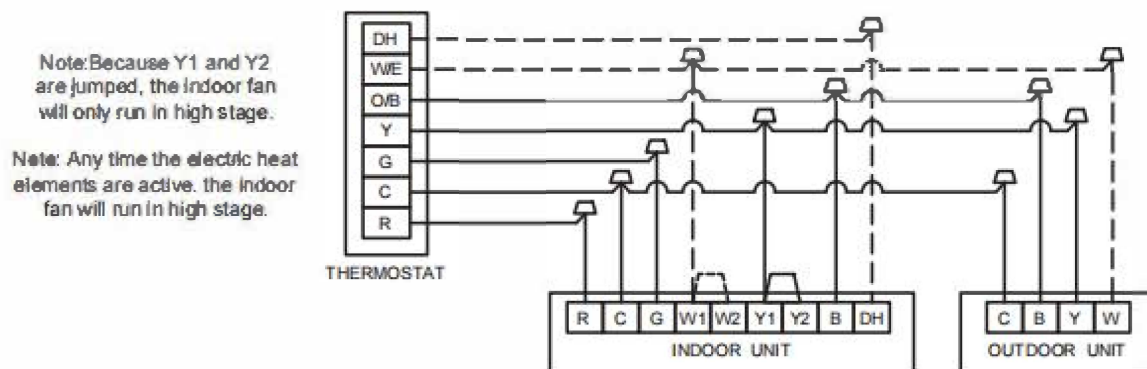 Note:Because Y1 and Y2
are jumped, the indoor fan
will only run in high stage.
Note: Any time the electric heat
elements are active. the indoor
fan will run in high stage.
DH
W/E
O/B
Y
G
C
R
THERMOSTAT
R C G W1 W2 Y1 Y2 B DH
INDOOR UNIT
C B Y W
OUTDOOR UNIT